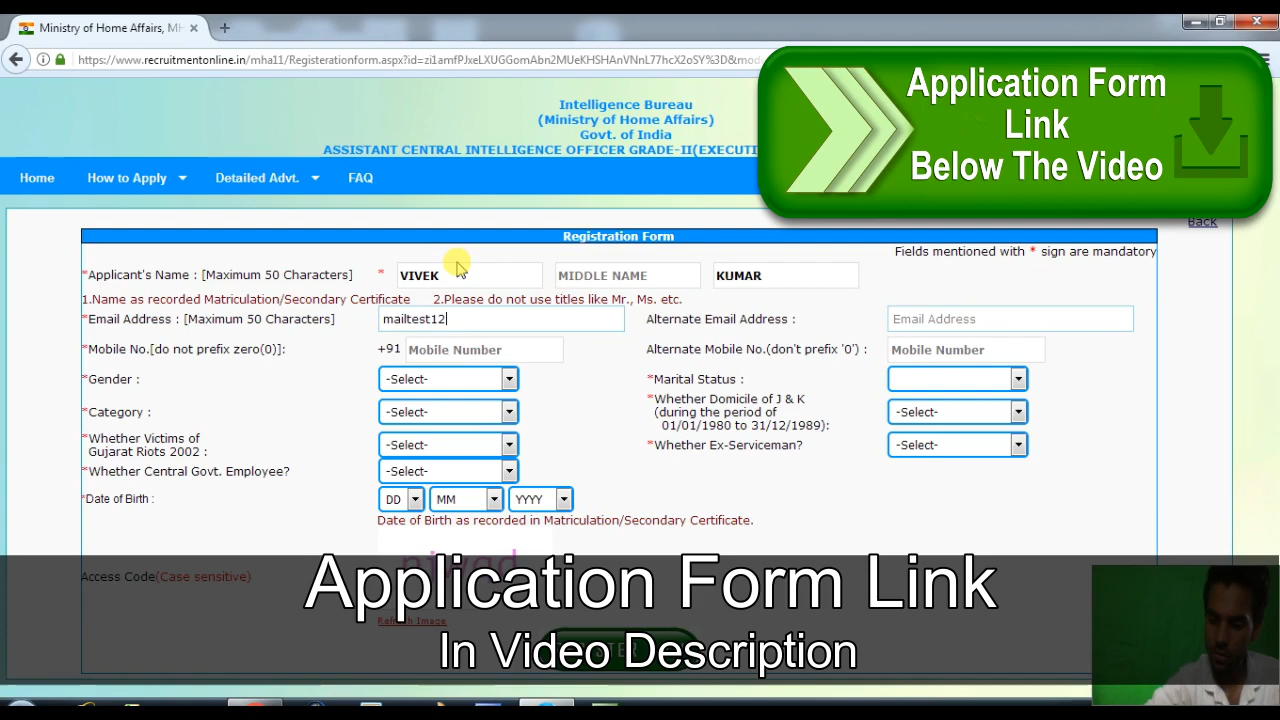 Ministry of Home Affairs, MH
https://www.recruitmentonline.in/mha11/Registerationform.aspx?id=zi1amfPJxeLXUGGomAbn2MUeKHSHAnVNnL77hcX2oSY%3D&mod
Application Form
Link
Below The Video
Intelligence Bureau
(Ministry of Home Affairs)
Govt. of India
ASSISTANT CENTRAL INTELLIGENCE OFFICER GRADE-II(EXECUTI
Home How to Apply Detailed Advt. FAQ
Back
Registration Form
Fields mentioned with * sign are mandatory
*Applicant's Name : [Maximum 50 Characters] * VIVEK MIDDLE NAME KUMAR
1.Name as recorded Matriculation/Secondary Certificate 2.Please do not use titles like Mr., Ms. etc.
*Email Address : [Maximum 50 Characters] mailtest12 Alternate Email Address : Email Address
*Mobile No.[do not prefix zero(0)]: +91 Mobile Number Alternate Mobile No.(don't prefix '0') : Mobile Number
*Gender : -Select- *Marital Status :
*Category : -Select- *Whether Domicile of J & K
(during the period of
01/01/1980 to 31/12/1989): -Select-
*Whether Victims of
Gujarat Riots 2002 : -Select- *Whether Ex-Serviceman? -Select-
*Whether Central Govt. Employee? -Select-
*Date of Birth : DD MM YYYY
Date of Birth as recorded in Matriculation/Secondary Certificate.
Access Code(Case sensitive)
Application Form Link
Refresh Image
In Video Description